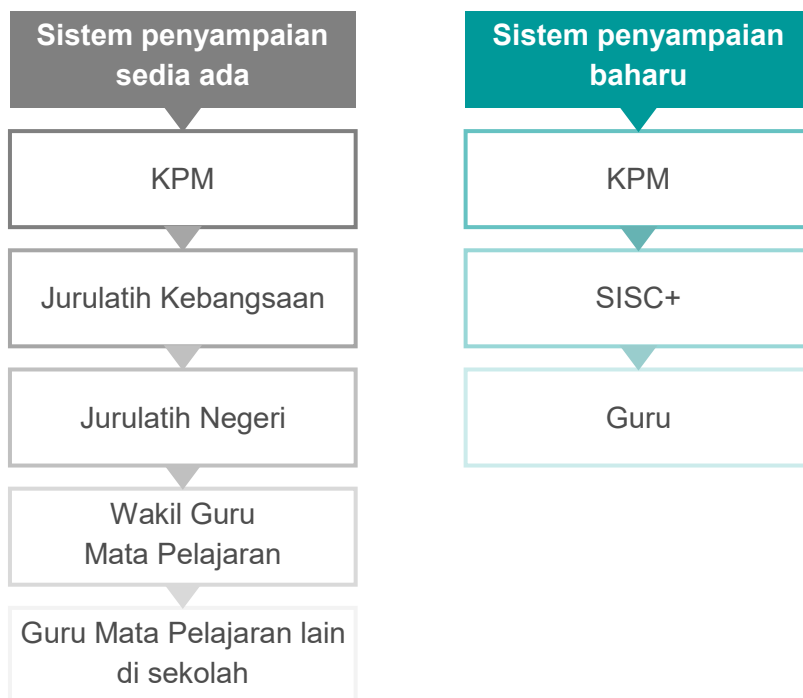 Sistem penyampaian
sedia ada
KPM
Jurulatih Kebangsaan
Jurulatih Negeri
Wakil Guru
Mata Pelajaran
Guru Mata Pelajaran lain
di sekolah
Sistem penyampaian
baharu
KPM
SISC+
Guru